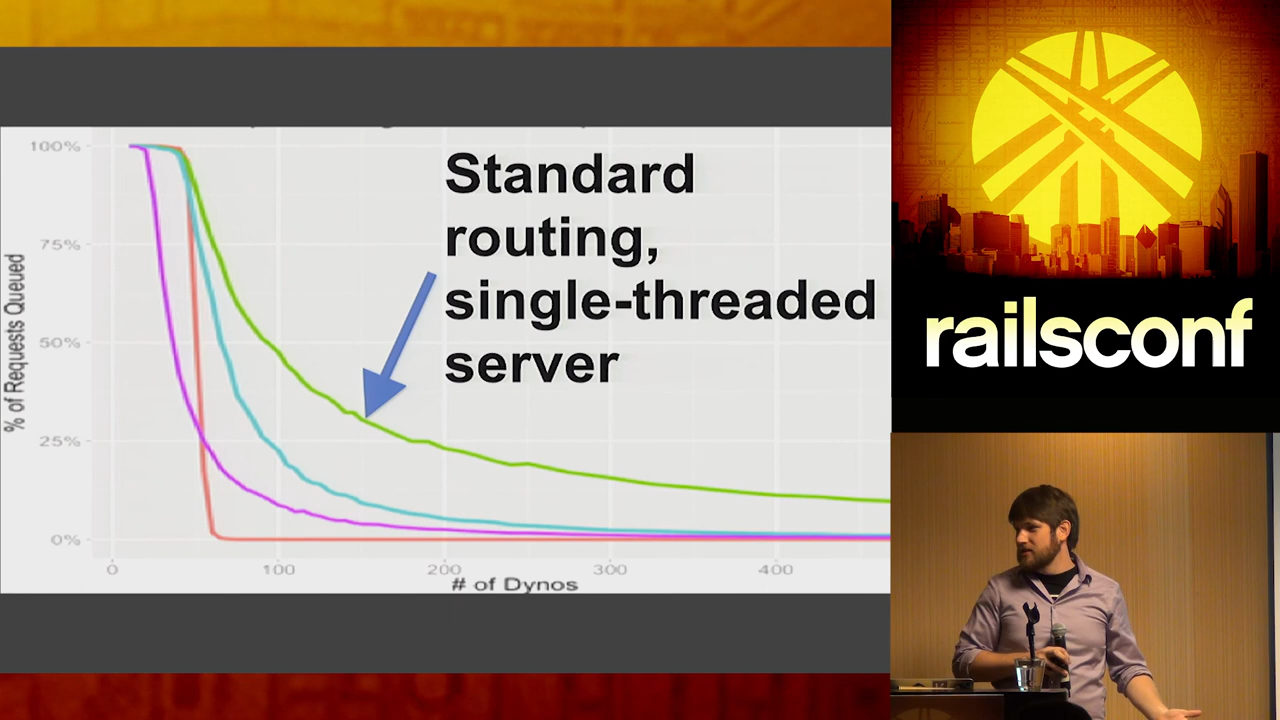 100%
75%
50%
25%
0%
% of Requests Queued
Standard
routing,
single-threaded
server
0
100
200
300
400
# of Dynos
railsconf